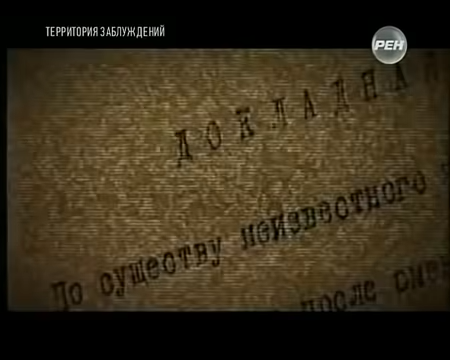 ТЕРРИТОРИЯ ЗАБЛУЖДЕНИЙ
РЕН
ДОКЛАДНАЯ
По существу неизвестного
после